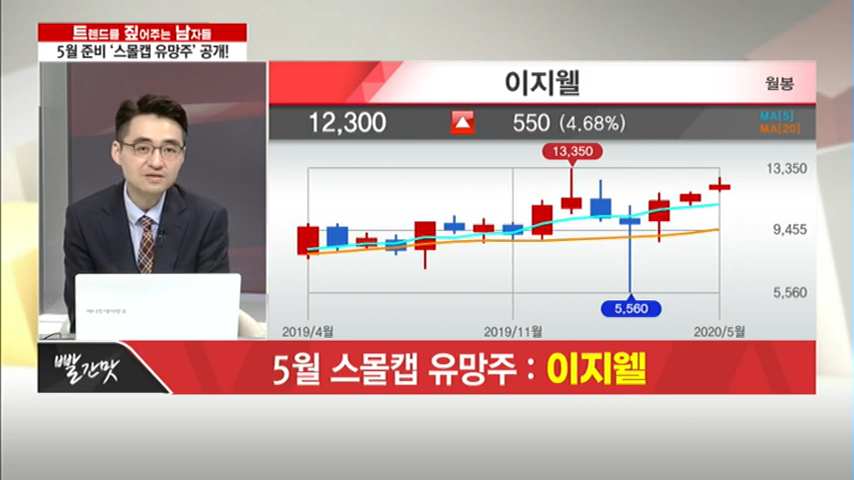 트렌드를 짚어주는 남자들
5월 준비 '스몰캡 유망주' 공개!
이지웰
월봉
12,300 ▲ 550 (4.68%)
MA[5]
MA[20]
13,350
13,350
9,455
5,560
5,560
2019/4월 2019/11월 2020/5월
빨간맛
5월 스몰캡 유망주 : 이지웰